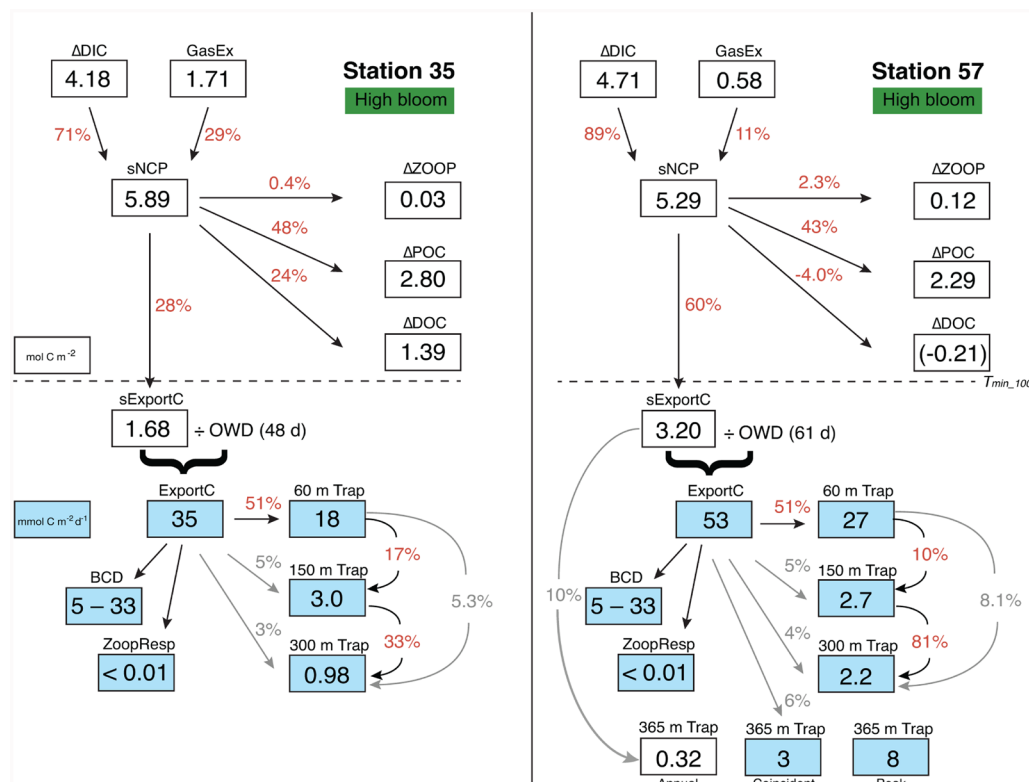 ΔDIC
GasEx
4.18
1.71
Station 35
High bloom
71%
29%
sNCP
5.89
0.4%
48%
24%
28%
ΔZOOP
0.03
ΔPOC
2.80
ΔDOC
1.39
mol C m⁻²
sExportC
1.68 ÷ OWD (48 d)
mmol C m⁻² d⁻¹
ExportC
35
51%
60 m Trap
18
17%
5%
150 m Trap
3.0
5.3%
3%
33%
300 m Trap
0.98
BCD
5 – 33
ZoopResp
< 0.01
ΔDIC
GasEx
4.71
0.58
Station 57
High bloom
89%
11%
sNCP
5.29
2.3%
43%
-4.0%
60%
ΔZOOP
0.12
ΔPOC
2.29
ΔDOC
(-0.21)
Tmin_100
sExportC
3.20 ÷ OWD (61 d)
ExportC
53
51%
60 m Trap
27
10%
5%
150 m Trap
2.7
8.1%
4%
81%
300 m Trap
2.2
BCD
5 – 33
ZoopResp
< 0.01
10%
6%
365 m Trap
0.32
Annual
365 m Trap
3
Coincident
365 m Trap
8
Peak